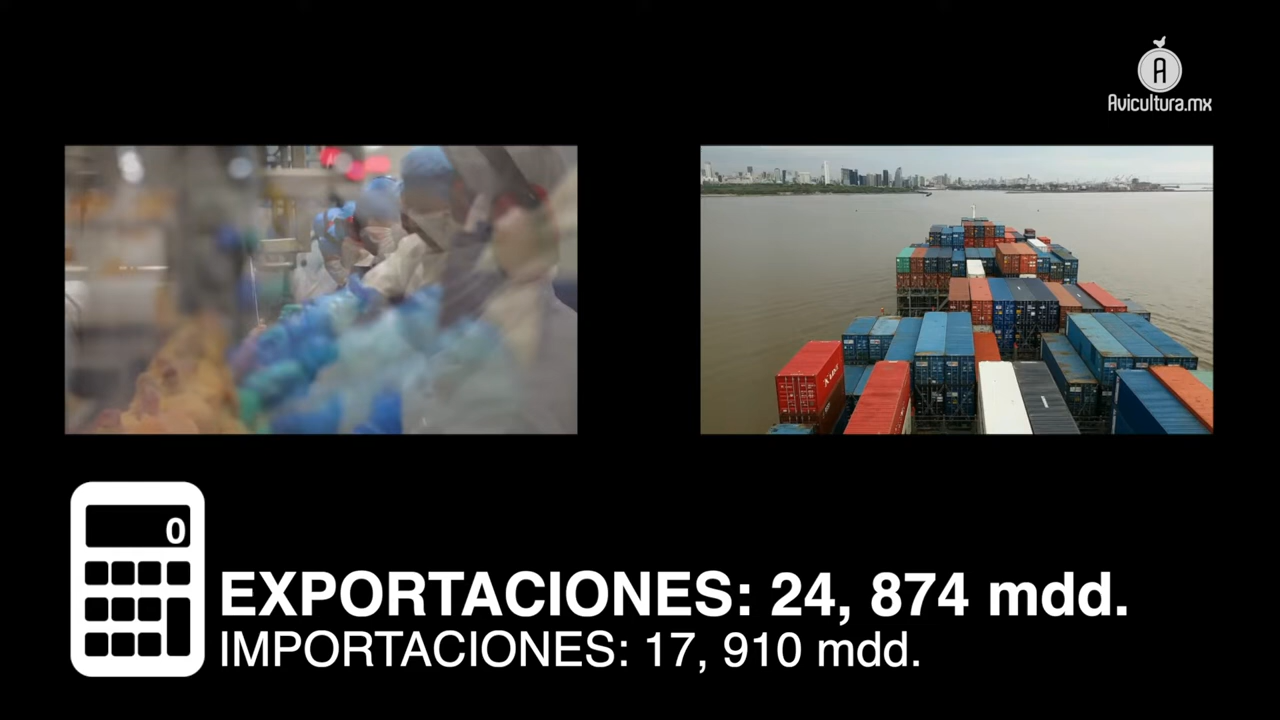 A
Avicultura.mx
0
EXPORTACIONES: 24, 874 mdd.
IMPORTACIONES: 17, 910 mdd.